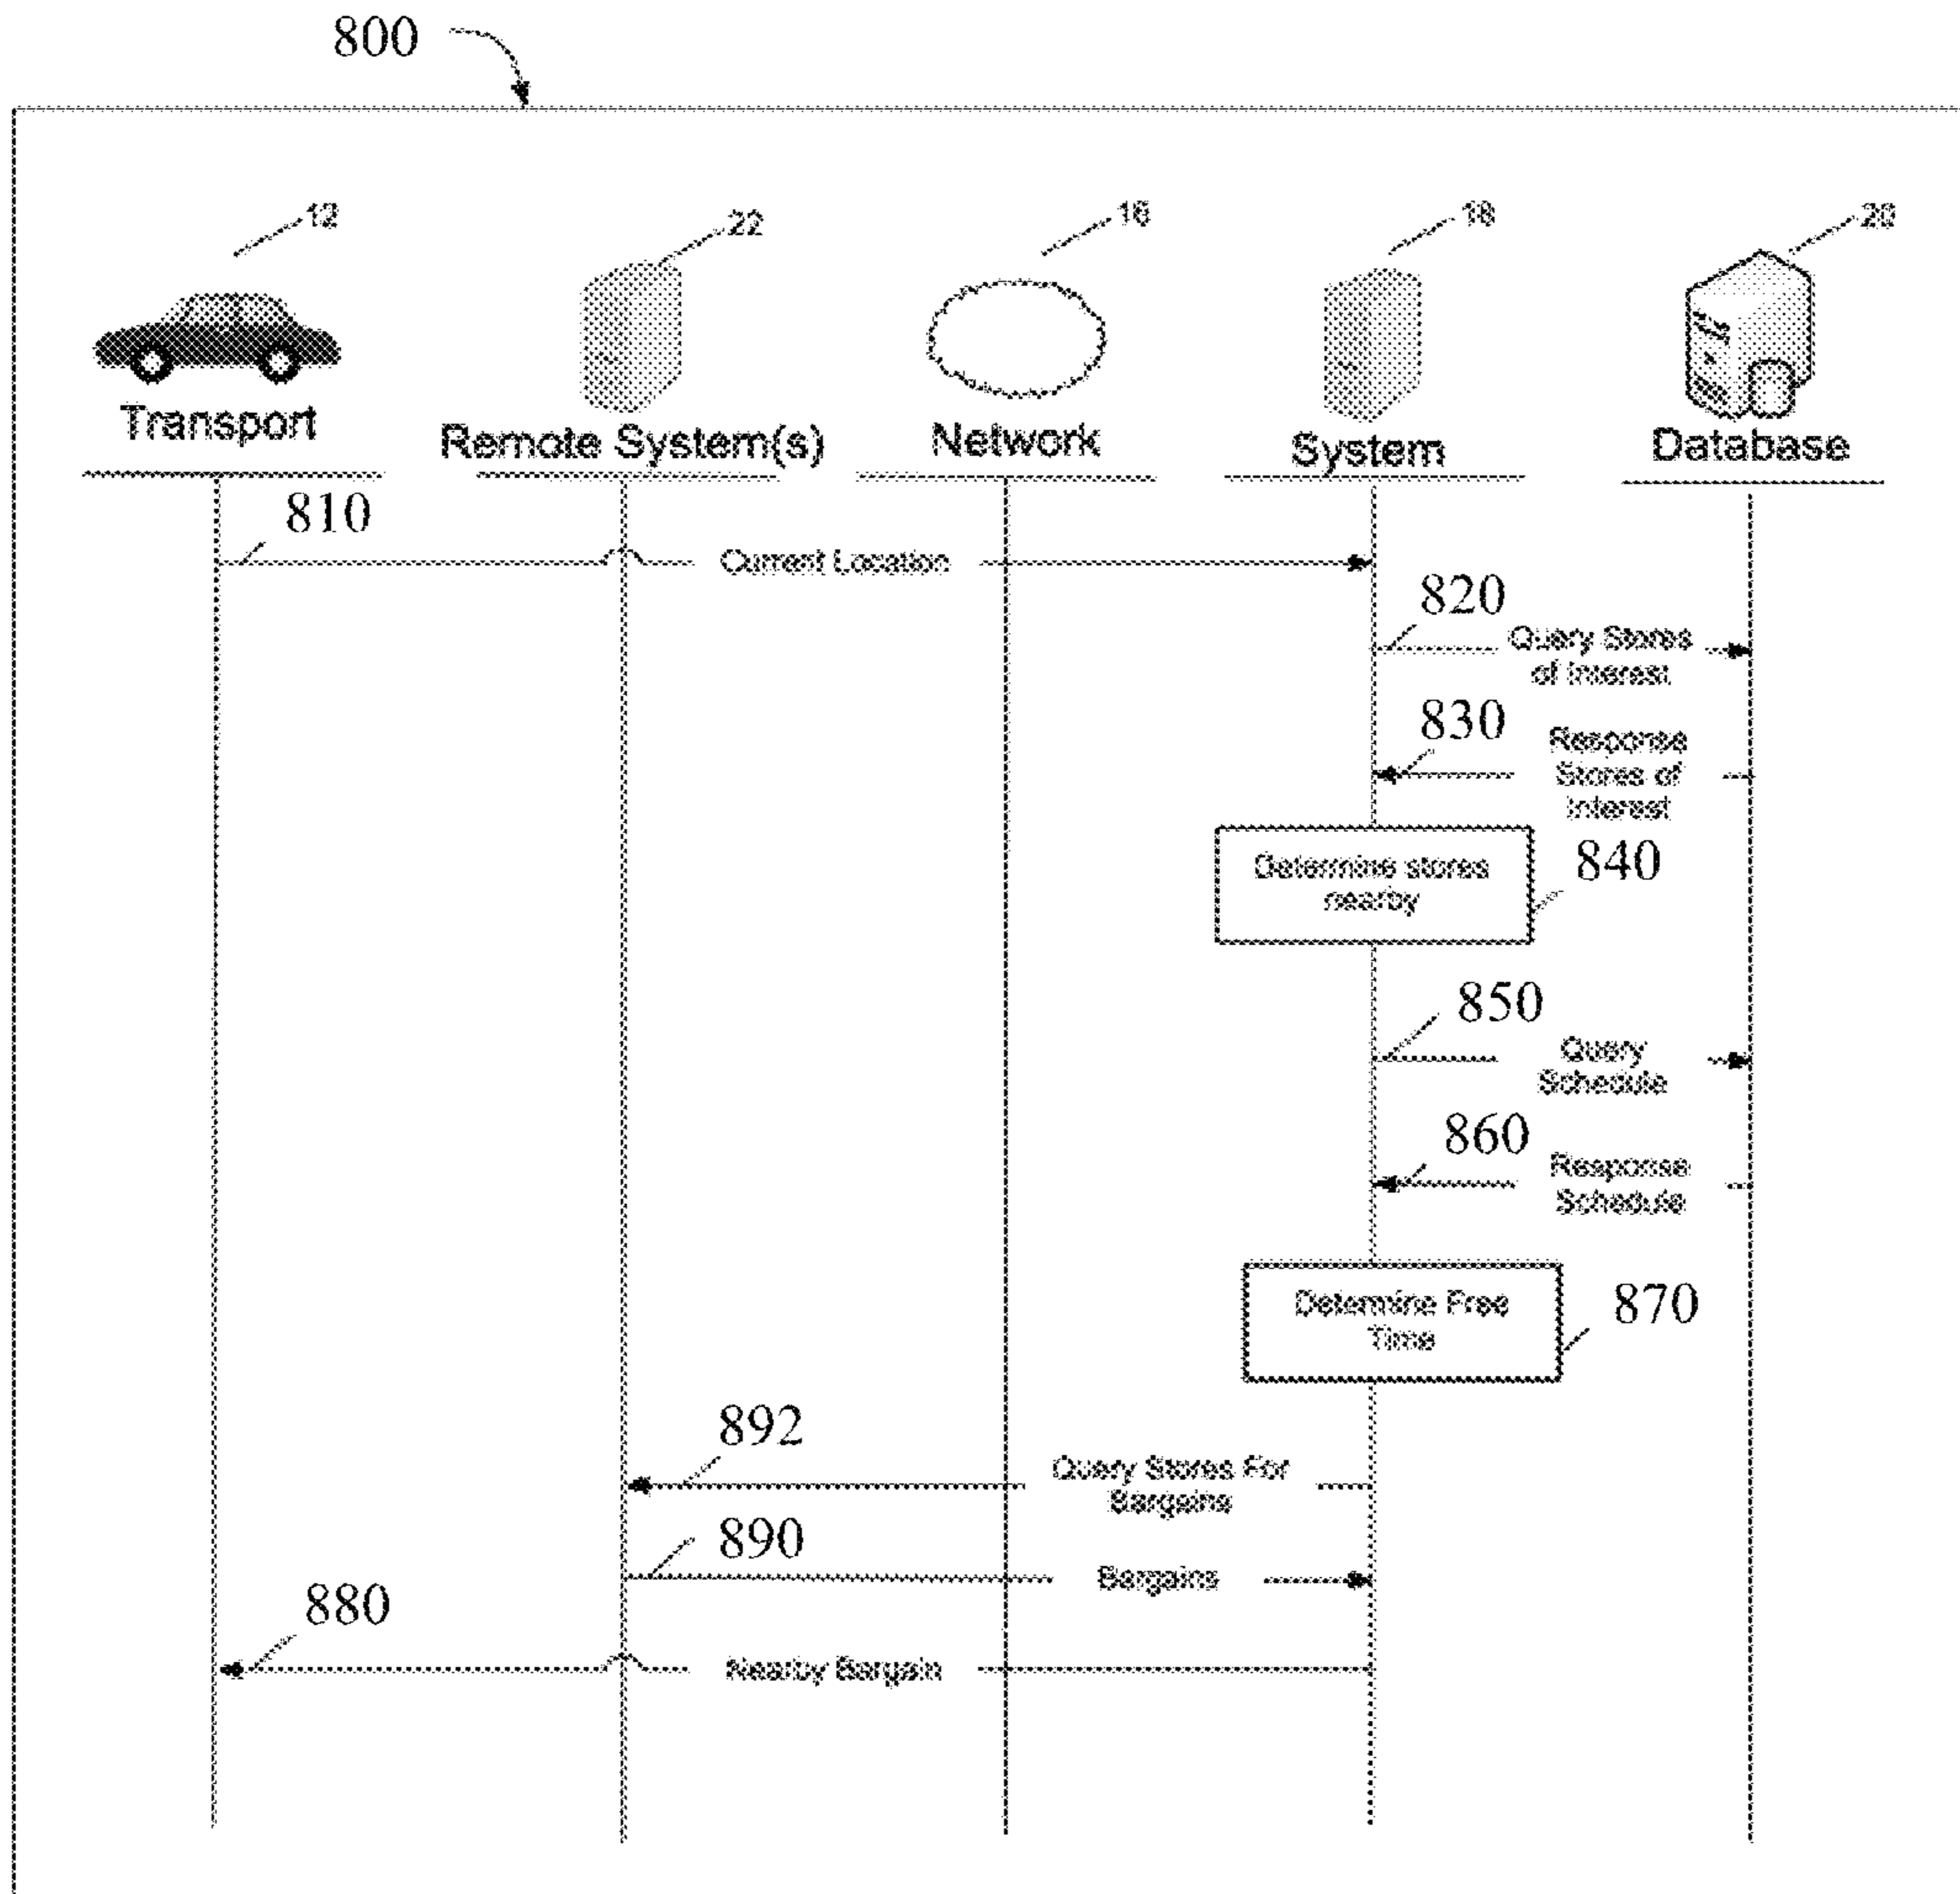 800
12
22
16
18
20
Transport
Remote System(s)
Network
System
Database
810
Current Location
820
Query Stores
of Interest
830
Response
Stores of
Interest
Determine stores
nearby
840
850
Query
Schedule
860
Response
Schedule
Determine Free
Time
870
892
Query Stores For
Bargains
890
Bargains
880
Nearby Bargain